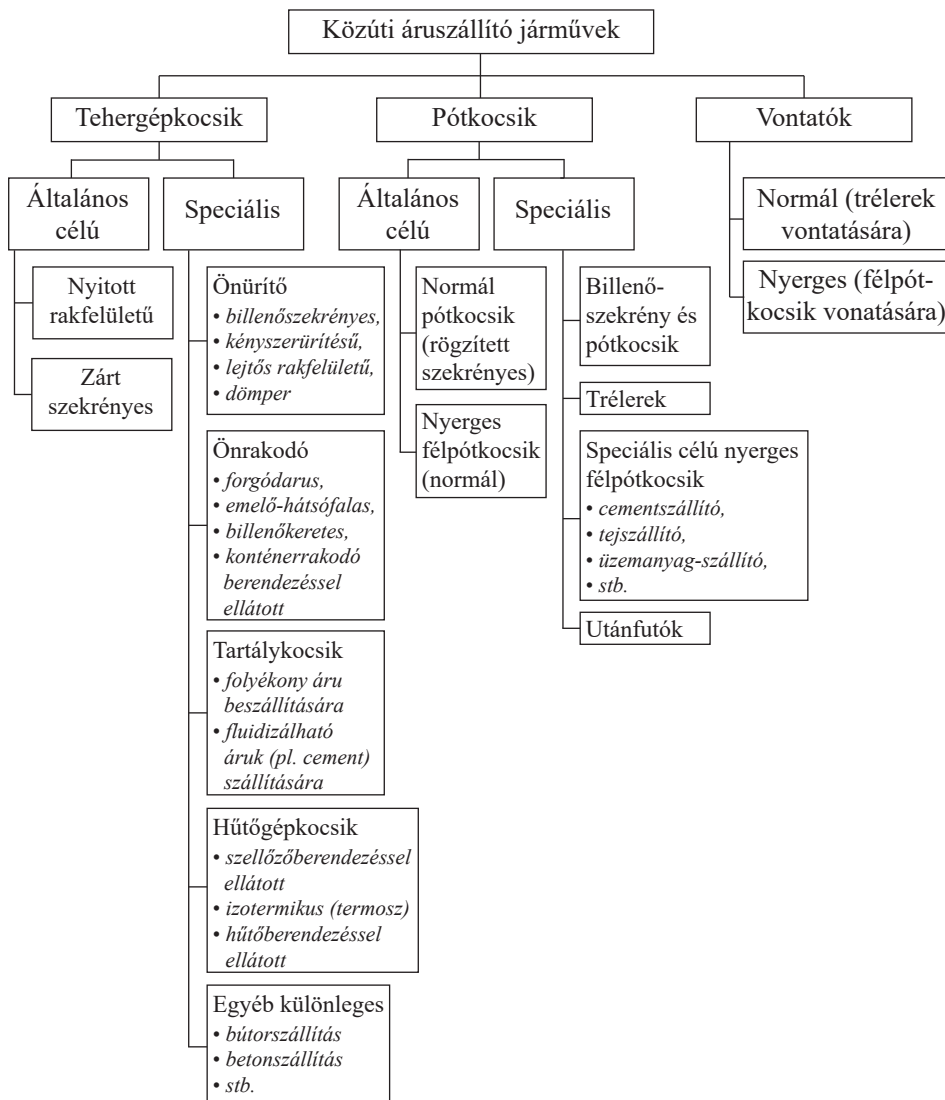 Közúti áruszállító járművek
Tehergépkocsik
Pótkocsik
Vontatók
Általános
célú
Speciális
Általános
célú
Speciális
Normál (trélerek
vontatására)
Nyerges (félpót-
kocsik vonatására)
Nyitott
rakfelületű
Zárt
szekrényes
Önürítő
• billenőszekrényes,
• kényszerürítésű,
• lejtős rakfelületű,
• dömper
Önrakodó
• forgódarus,
• emelő-hátsófalas,
• billenőkeretes,
• konténerrakodó
berendezéssel
ellátott
Tartálykocsik
• folyékony áru
beszállítására
• fluidizálható
áruk (pl. cement)
szállítására
Hűtőgépkocsik
• szellőzőberendezéssel
ellátott
• izotermikus (termosz)
• hűtőberendezéssel
ellátott
Egyéb különleges
• bútorszállítás
• betonszállítás
• stb.
Normál
pótkocsik
(rögzített
szekrényes)
Nyerges
félpótkocsik
(normál)
Billenő-
szekrény és
pótkocsik
Trélerek
Speciális célú nyerges
félpótkocsik
• cementszállító,
• tejszállító,
• üzemanyag-szállító,
• stb.
Utánfutók